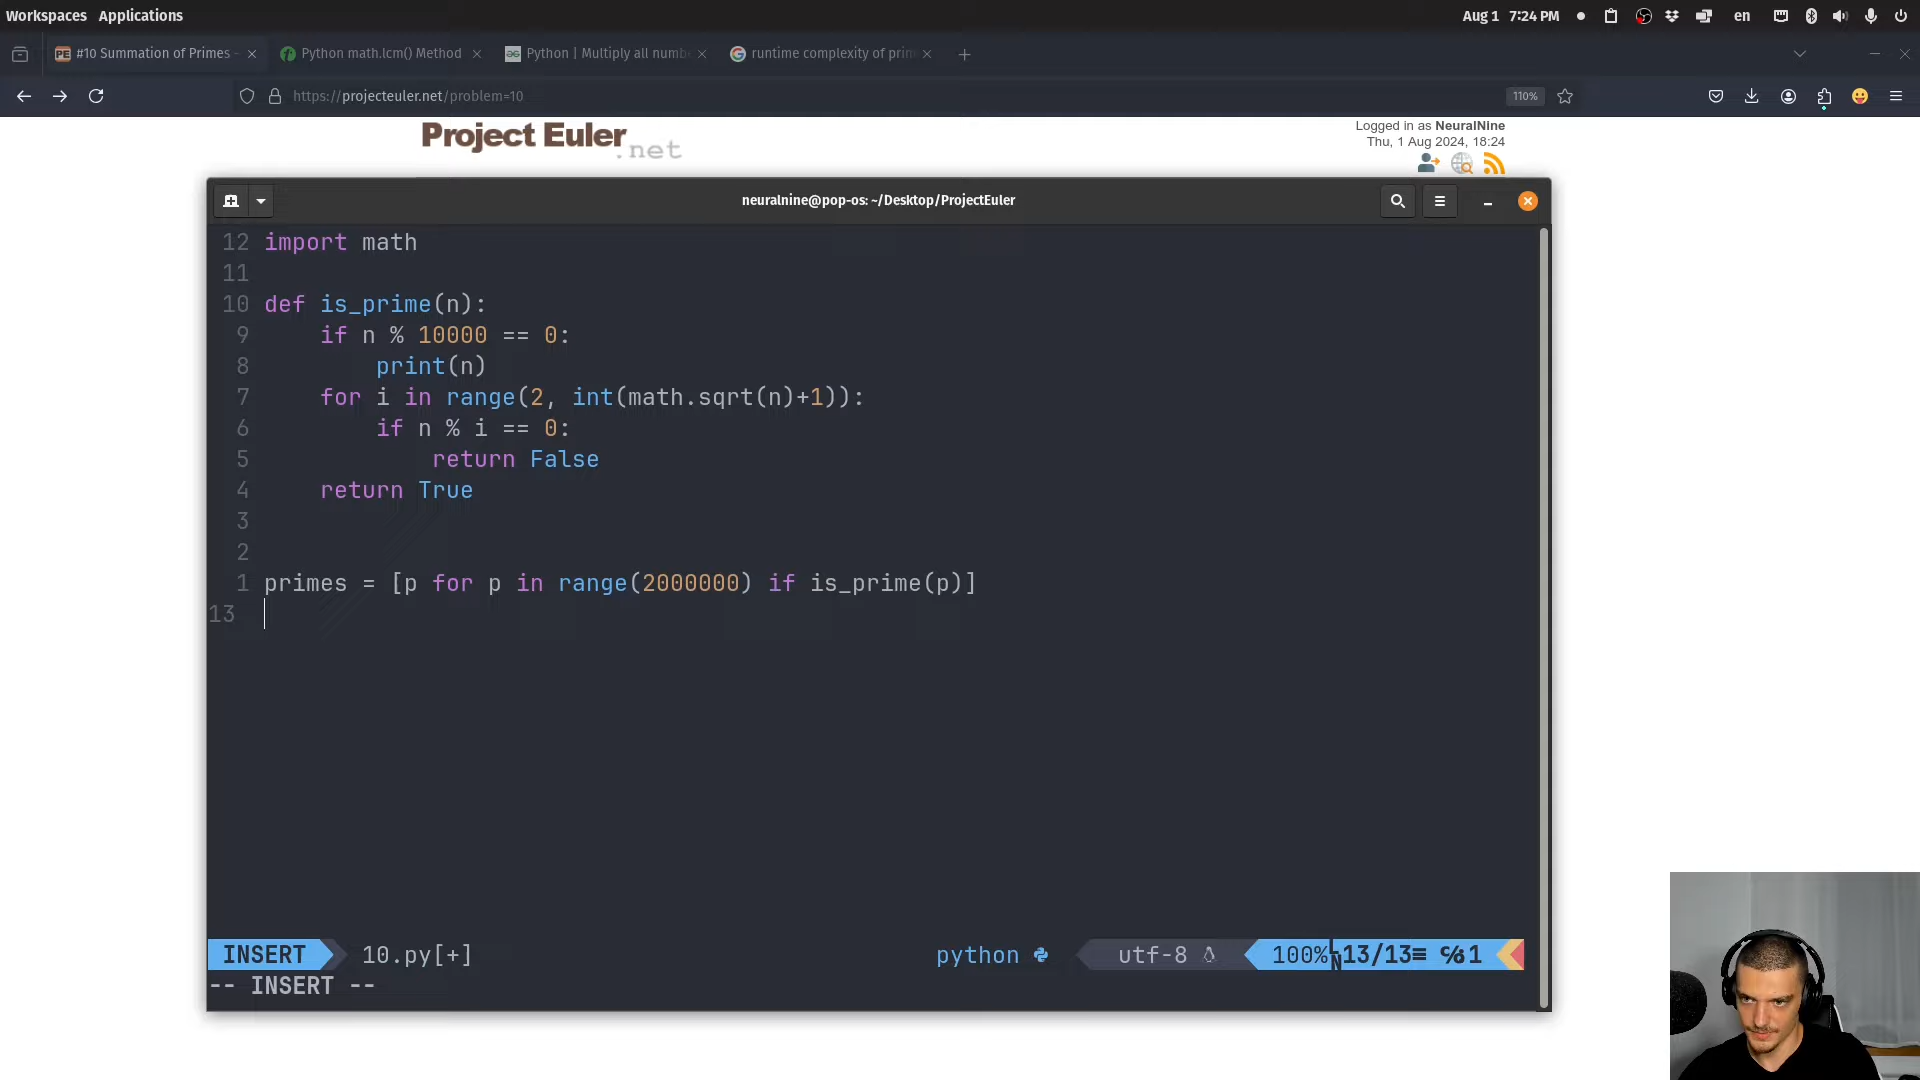 Workspaces Applications
Aug 1 7:24 PM
en
#10 Summation of Primes -
Python math.lcm() Method
Python | Multiply all numb
runtime complexity of prim
https://projecteuler.net/problem=10
110%
Project Euler .net
Logged in as NeuralNine
Thu, 1 Aug 2024, 18:24
neuralnine@pop-os: ~/Desktop/ProjectEuler
12 import math
11
10 def is_prime(n):
9     if n % 10000 == 0:
8         print(n)
7     for i in range(2, int(math.sqrt(n)+1)):
6         if n % i == 0:
5             return False
4     return True
3
2
1 primes = [p for p in range(2000000) if is_prime(p)]
13
INSERT 10.py[+] python utf-8 100% 13/13≡ ℅1
-- INSERT --